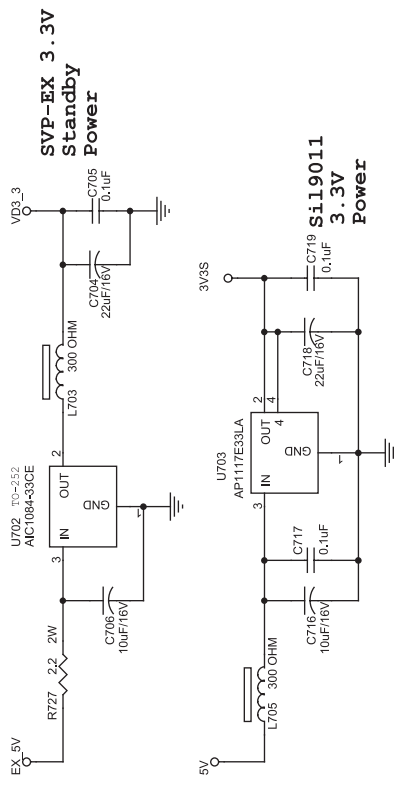 SVP-EX 3.3V
Standby
Power
EX_5V
R727
2.2
2W
C706
10uF/16V
U702 TO-252
AIC1084-33CE
3
IN
OUT
2
GND
1
L703
300 OHM
C704
22uF/16V
C705
0.1uF
VD3_3
Sil9011
3.3V
Power
5V
L705
300 OHM
C716
10uF/16V
C717
0.1uF
U703
AP1117E33LA
3
IN
OUT
2
4
4
GND
1
C718
22uF/16V
C719
0.1uF
3V3S